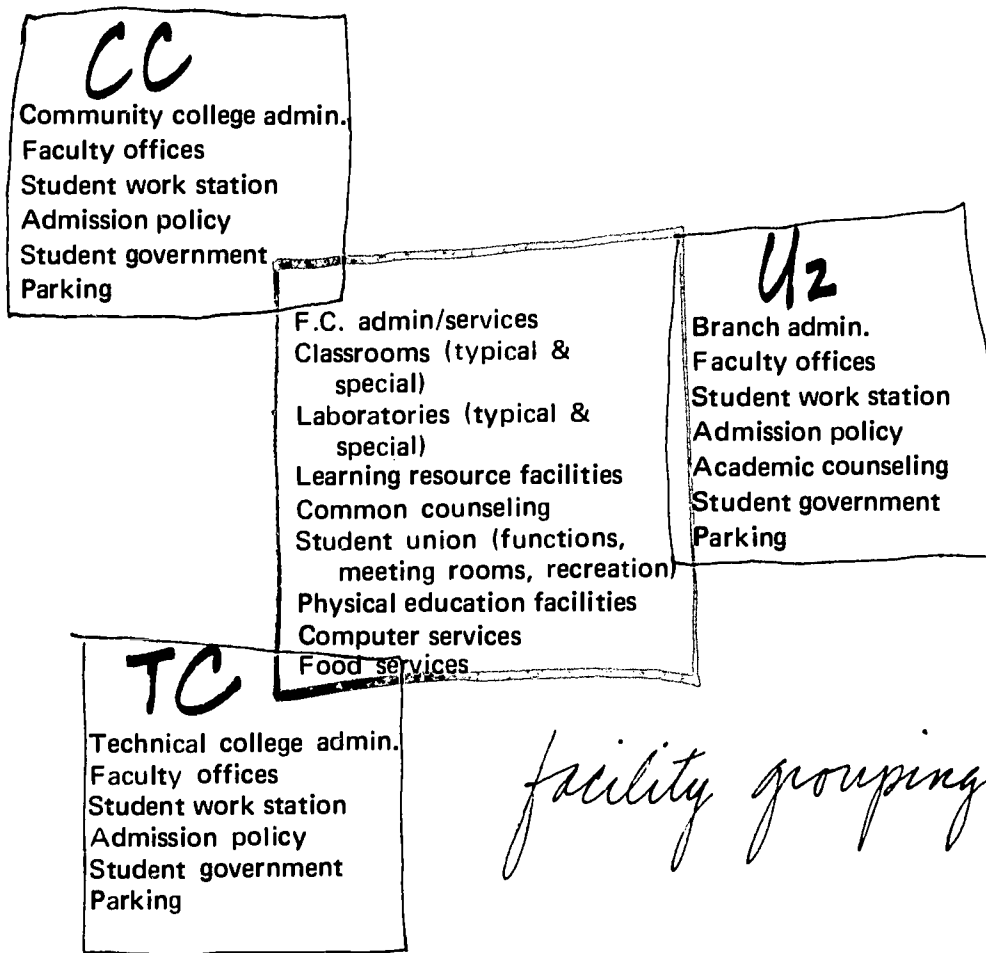 CC
Community college admin.
Faculty offices
Student work station
Admission policy
Student government
Parking
F.C. admin/services
Classrooms (typical &
special)
Laboratories (typical &
special)
Learning resource facilities
Common counseling
Student union (functions,
meeting rooms, recreation)
Physical education facilities
Computer services
Food services
U2
Branch admin.
Faculty offices
Student work station
Admission policy
Academic counseling
Student government
Parking
TC
Technical college admin.
Faculty offices
Student work station
Admission policy
Student government
Parking
facility grouping